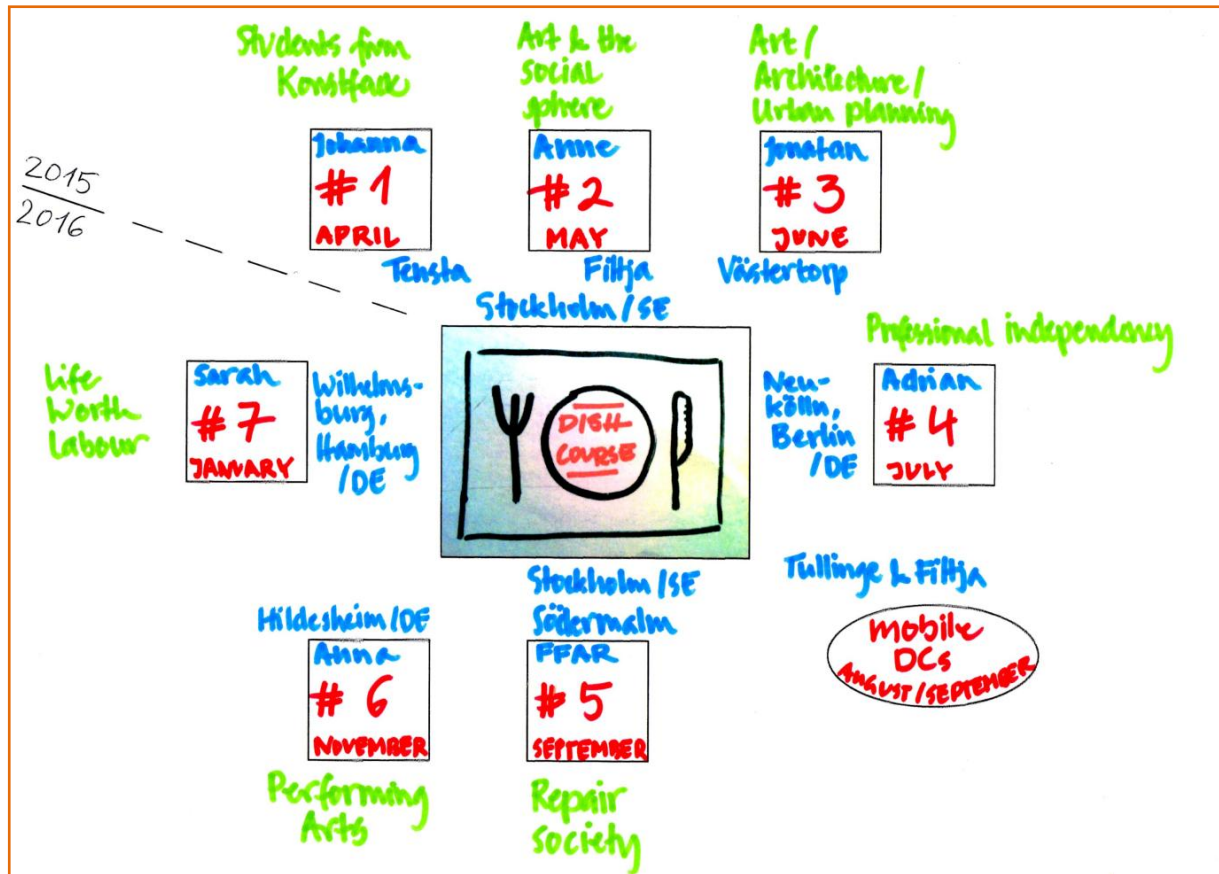 Students from
Konstfack
Art & the
social
sphere
Art /
Architecture /
Urban planning
2015
2016
Johanna
#1
APRIL
Tensta
Anne
#2
MAY
Fittja
Jonatan
#3
JUNE
Västertorp
Stockholm/SE
Professional independency
Neu-
kölln,
Berlin
/DE
Adrian
#4
JULY
DISH
COURSE
Life
Worth
Labour
Sarah
#7
JANUARY
Wilhelms-
burg,
Hamburg
/DE
Tullinge & Fittja
mobile
DCs
AUGUST/SEPTEMBER
Stockholm/SE
Södermalm
FFAR
#5
SEPTEMBER
Repair
society
Hildesheim/DE
Anna
#6
NOVEMBER
Performing
Arts